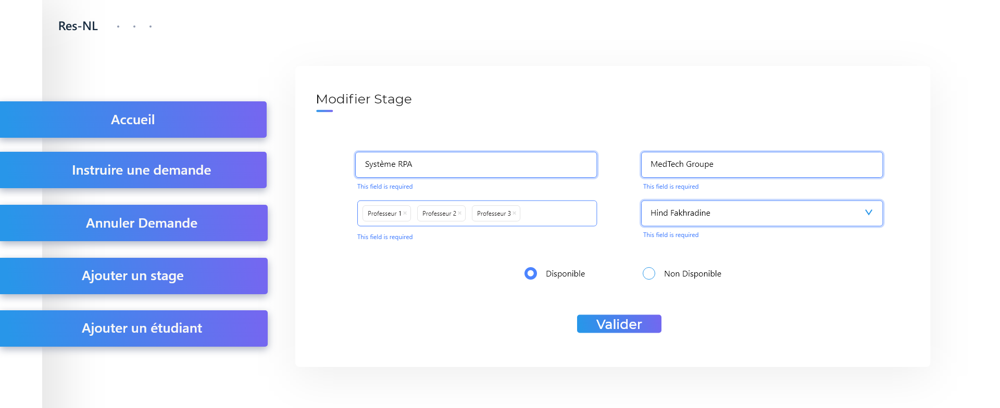 Res-NL
Accueil
Instruire une demande
Annuler Demande
Ajouter un stage
Ajouter un étudiant
Modifier Stage
Système RPA
MedTech Groupe
This field is required
This field is required
Professeur 1 × Professeur 2 × Professeur 3 ×
Hind Fakhradine
This field is required
This field is required
Disponible
Non Disponible
Valider